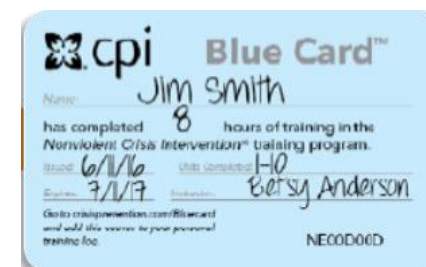 cpi Blue Card™
Name Jim Smith
has completed 8 hours of training in the
Nonviolent Crisis Intervention® training program.
Issued 6/11/16 Units Completed 1-10
Expires 7/1/17 Instructor Betsy Anderson
Go to crisisprevention.com/Bluecard
and add this course to your personal
training log.
NECOD00D